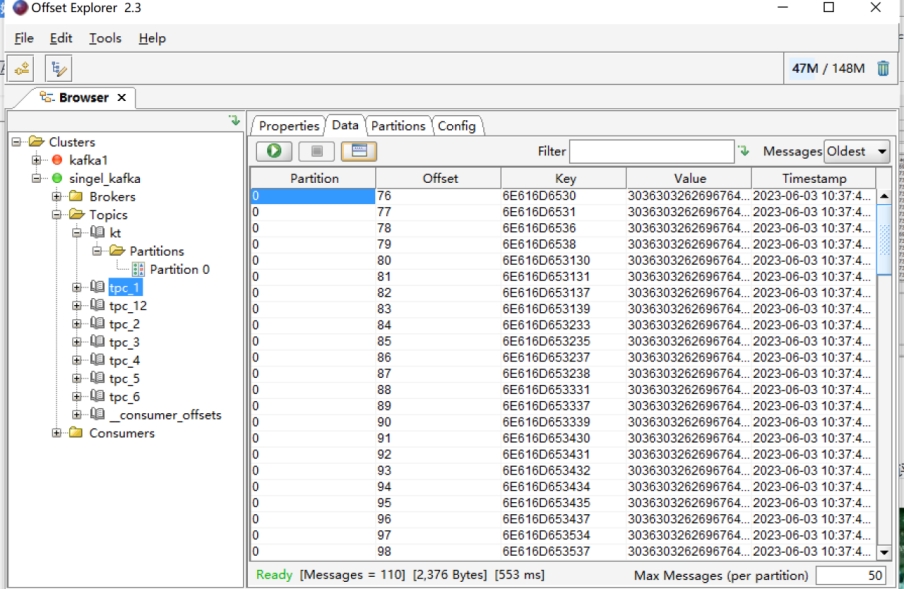 Offset Explorer 2.3
File Edit Tools Help
47M / 148M
Browser
Clusters
kafka1
singel_kafka
Brokers
Topics
kt
Partitions
Partition 0
tpc_1
tpc_12
tpc_2
tpc_3
tpc_4
tpc_5
tpc_6
__consumer_offsets
Consumers
Properties Data Partitions Config
Filter Messages Oldest
Partition Offset Key Value Timestamp
0 76 6E616D6530 3036303262696764... 2023-06-03 10:37:4...
0 77 6E616D6531 3036303262696764... 2023-06-03 10:37:4...
0 78 6E616D6536 3036303262696764... 2023-06-03 10:37:4...
0 79 6E616D6538 3036303262696764... 2023-06-03 10:37:4...
0 80 6E616D653130 3036303262696764... 2023-06-03 10:37:4...
0 81 6E616D653131 3036303262696764... 2023-06-03 10:37:4...
0 82 6E616D653137 3036303262696764... 2023-06-03 10:37:4...
0 83 6E616D653139 3036303262696764... 2023-06-03 10:37:4...
0 84 6E616D653233 3036303262696764... 2023-06-03 10:37:4...
0 85 6E616D653235 3036303262696764... 2023-06-03 10:37:4...
0 86 6E616D653237 3036303262696764... 2023-06-03 10:37:4...
0 87 6E616D653238 3036303262696764... 2023-06-03 10:37:4...
0 88 6E616D653331 3036303262696764... 2023-06-03 10:37:4...
0 89 6E616D653337 3036303262696764... 2023-06-03 10:37:4...
0 90 6E616D653339 3036303262696764... 2023-06-03 10:37:4...
0 91 6E616D653430 3036303262696764... 2023-06-03 10:37:4...
0 92 6E616D653431 3036303262696764... 2023-06-03 10:37:4...
0 93 6E616D653432 3036303262696764... 2023-06-03 10:37:4...
0 94 6E616D653434 3036303262696764... 2023-06-03 10:37:4...
0 95 6E616D653435 3036303262696764... 2023-06-03 10:37:4...
0 96 6E616D653437 3036303262696764... 2023-06-03 10:37:4...
0 97 6E616D653534 3036303262696764... 2023-06-03 10:37:4...
0 98 6E616D653537 3036303262696764... 2023-06-03 10:37:4...
Ready [Messages = 110] [2,376 Bytes] [553 ms] Max Messages (per partition) 50